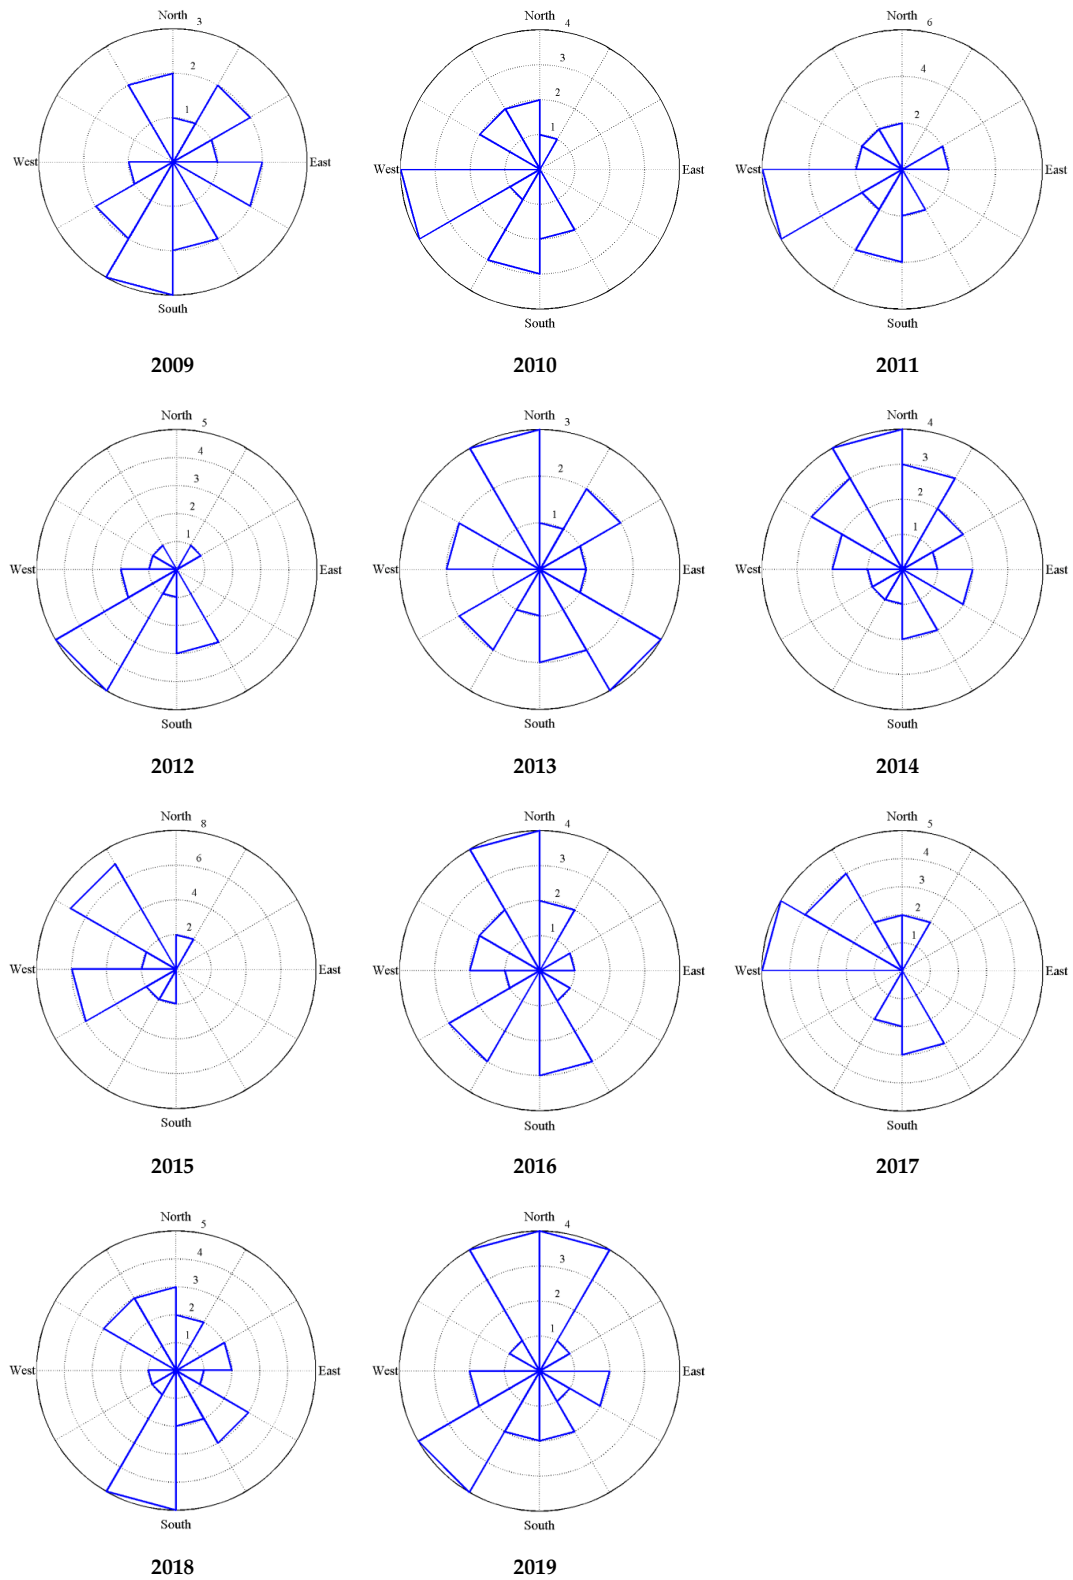 North 3
2
1
West East
South
2009
North 4
3
2
1
West East
South
2010
North 6
4
2
West East
South
2011
North 5
4
3
2
1
West East
South
2012
North 3
2
1
West East
South
2013
North 4
3
2
1
West East
South
2014
North 8
6
4
2
West East
South
2015
North 4
3
2
1
West East
South
2016
North 5
4
3
2
1
West East
South
2017
North 5
4
3
2
1
West East
South
2018
North 4
3
2
1
West East
South
2019